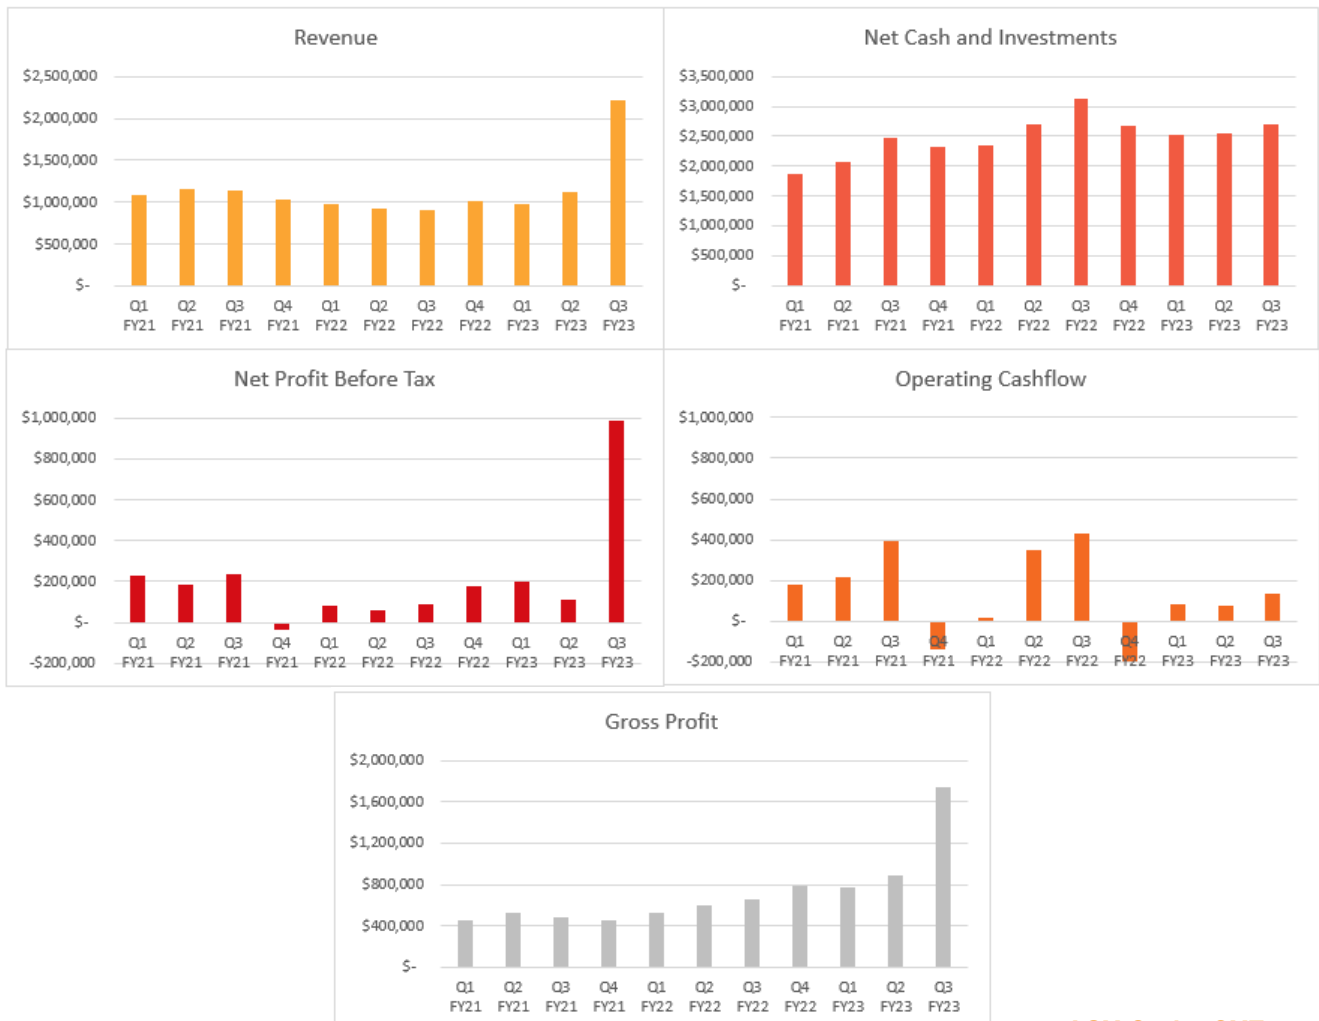 Revenue
$2,500,000
$2,000,000
$1,500,000
$1,000,000
$500,000
$-
Q1 Q2 Q3 Q4 Q1 Q2 Q3 Q4 Q1 Q2 Q3
FY21 FY21 FY21 FY21 FY22 FY22 FY22 FY22 FY23 FY23 FY23
Net Cash and Investments
$3,500,000
$3,000,000
$2,500,000
$2,000,000
$1,500,000
$1,000,000
$500,000
$-
Q1 Q2 Q3 Q4 Q1 Q2 Q3 Q4 Q1 Q2 Q3
FY21 FY21 FY21 FY21 FY22 FY22 FY22 FY22 FY23 FY23 FY23
Net Profit Before Tax
$1,000,000
$800,000
$600,000
$400,000
$200,000
$-
-$200,000
Q1 Q2 Q3 Q4 Q1 Q2 Q3 Q4 Q1 Q2 Q3
FY21 FY21 FY21 FY21 FY22 FY22 FY22 FY22 FY23 FY23 FY23
Operating Cashflow
$1,000,000
$800,000
$600,000
$400,000
$200,000
$-
-$200,000
Q1 Q2 Q3 Q4 Q1 Q2 Q3 Q4 Q1 Q2 Q3
FY21 FY21 FY21 FY21 FY22 FY22 FY22 FY22 FY23 FY23 FY23
Gross Profit
$2,000,000
$1,600,000
$1,200,000
$800,000
$400,000
$-
Q1 Q2 Q3 Q4 Q1 Q2 Q3 Q4 Q1 Q2 Q3
FY21 FY21 FY21 FY21 FY22 FY22 FY22 FY22 FY23 FY23 FY23